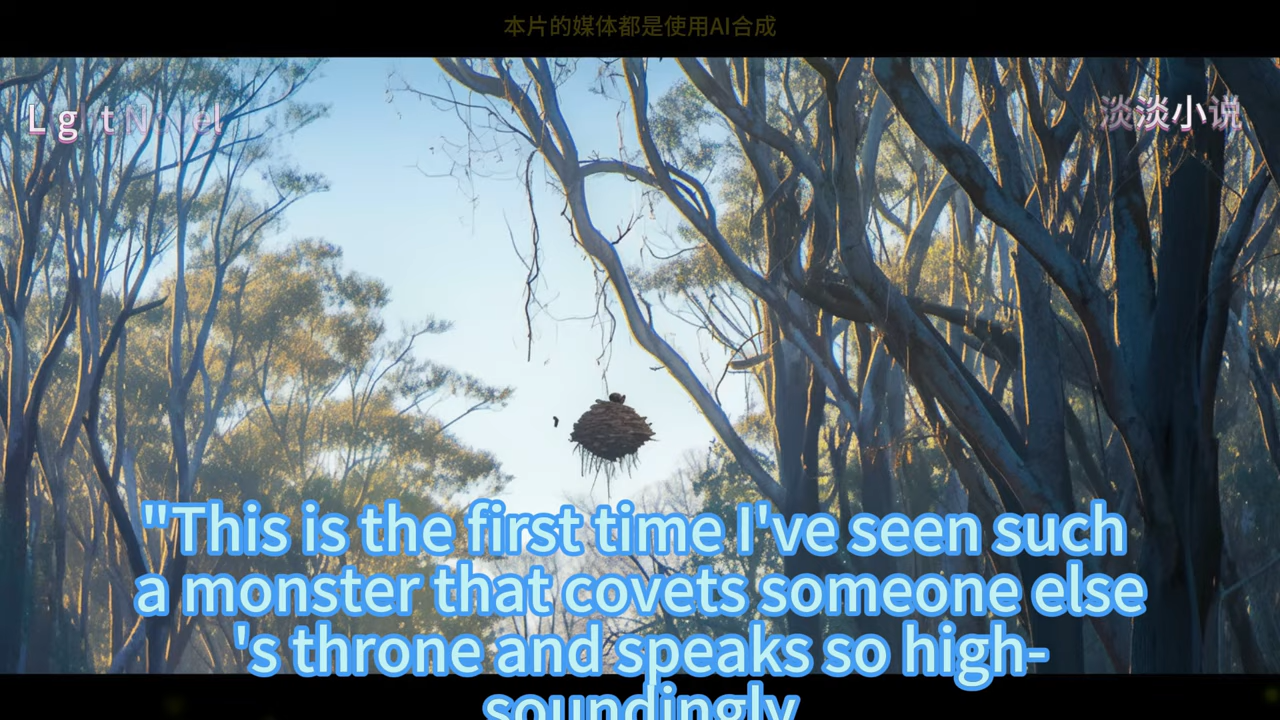 本片的媒体都是使用AI合成
L g t Novel
淡淡小说
"This is the first time I've seen such
a monster that covets someone else
's throne and speaks so high-
soundingly